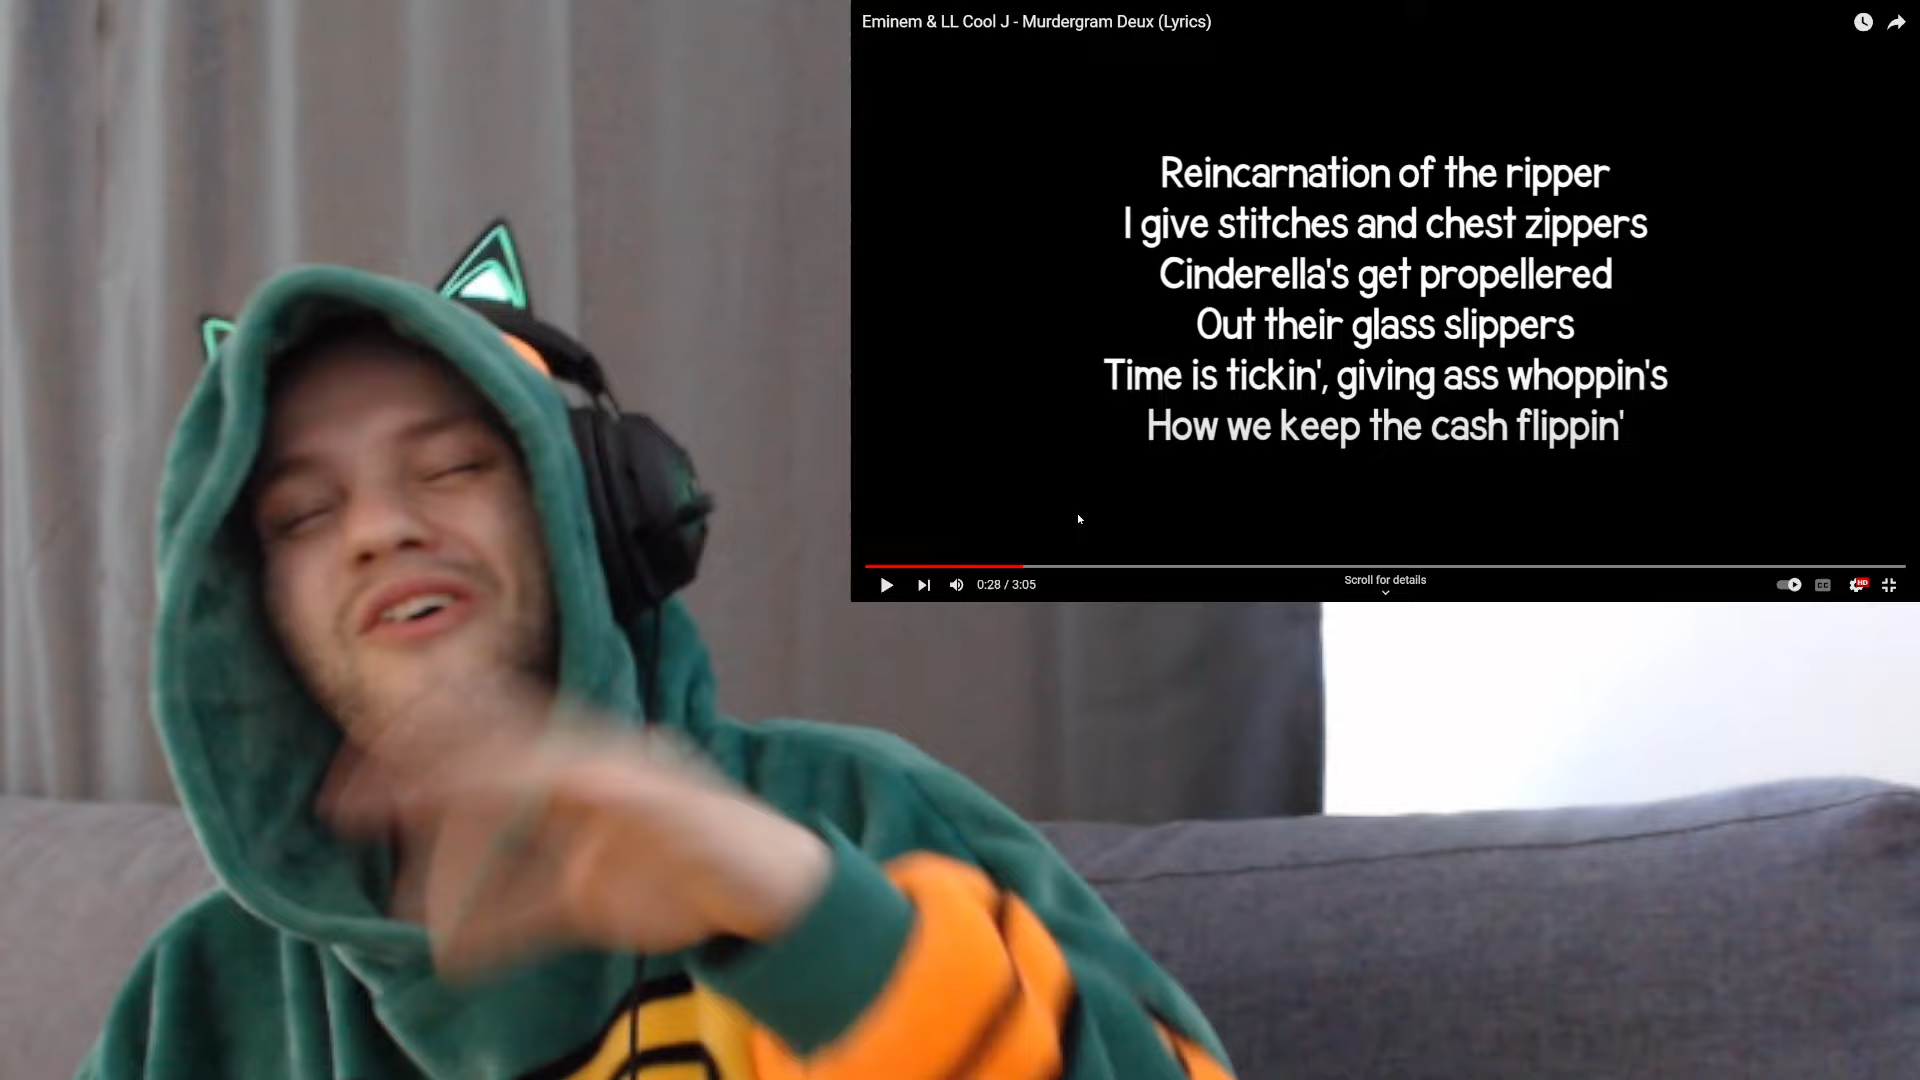 Eminem & LL Cool J - Murdergram Deux (Lyrics)
Reincarnation of the ripper
I give stitches and chest zippers
Cinderella's get propellered
Out their glass slippers
Time is tickin', giving ass whoppin's
How we keep the cash flippin'
0:28 / 3:05
Scroll for details
CC
HD